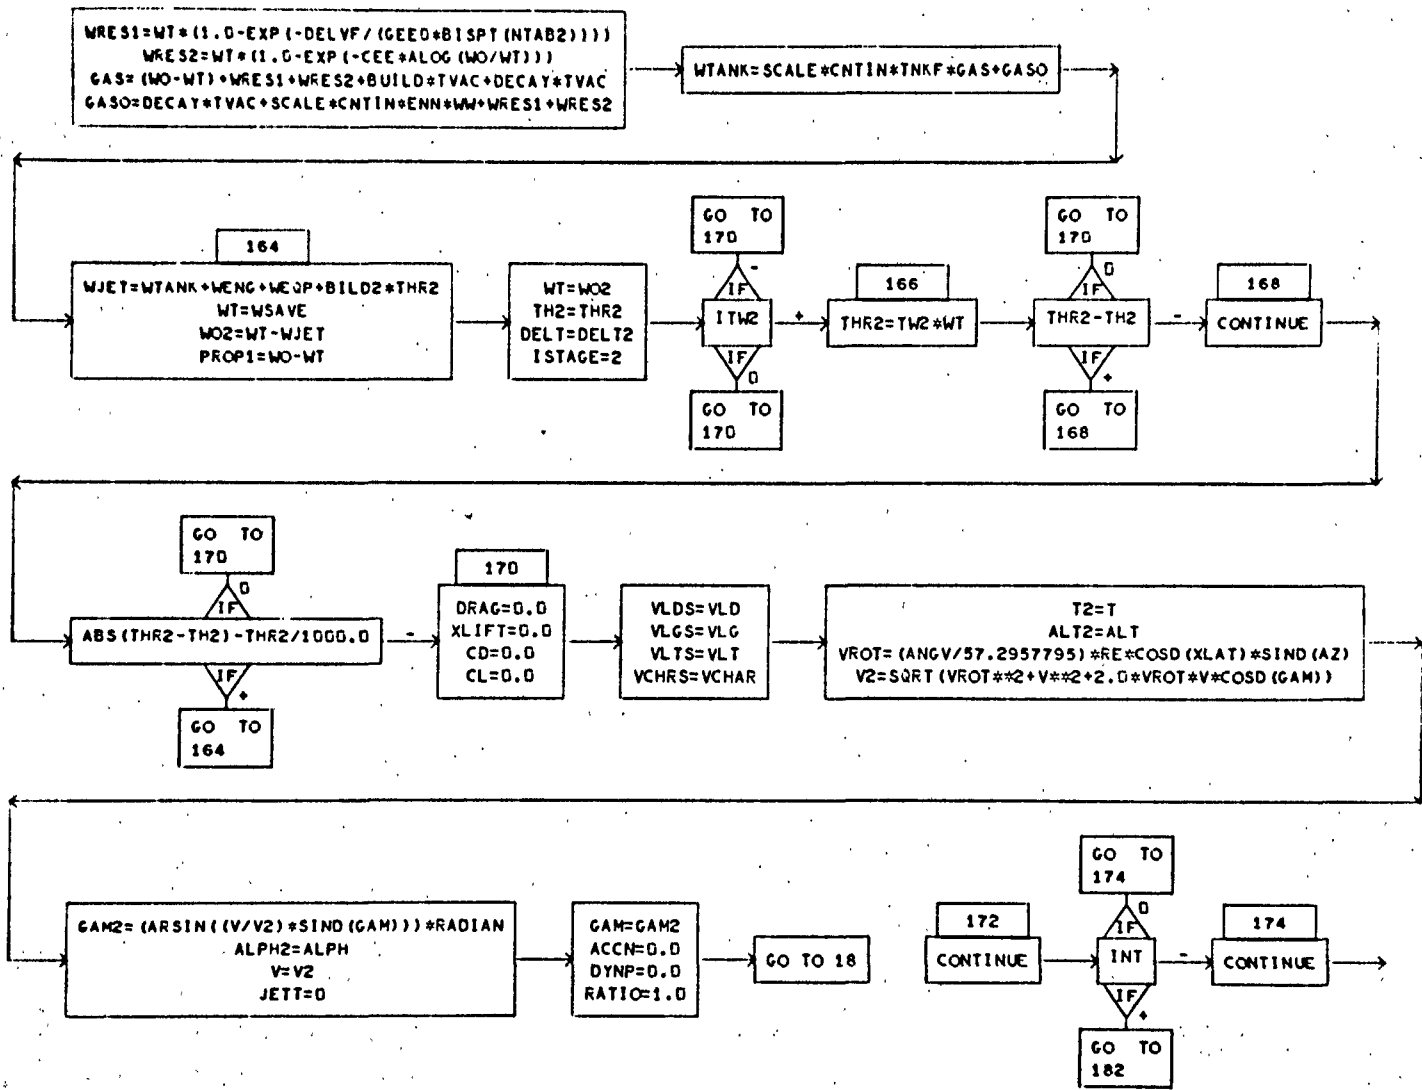 WRES1=WT*(1.0-EXP(-DELVF/(GEEO*BISPT(NTAB2))))
WRES2=WT*(1.0-EXP(-CEE*ALOG(WO/WT)))
GAS=(WO-WT)+WRES1+WRES2+BUILD*TVAC+DECAY*TVAC
GASO=DECAY*TVAC+SCALE*CNTIN*ENN*WW+WRES1+WRES2
WTANK=SCALE*CNTIN*TNKF*GAS+GASO
164
WJET=WTANK+WENG+WEQP+BILD2*THR2
WT=WSAVE
WO2=WT-WJET
PROP1=WO-WT
WT=WO2
TH2=THR2
DELT=DELT2
ISTAGE=2
GO TO
170
-
IF
ITW2
+
IF
0
GO TO
170
166
THR2=TW2*WT
GO TO
170
0
IF
THR2-TH2
-
IF
+
GO TO
168
168
CONTINUE
GO TO
170
0
IF
ABS(THR2-TH2)-THR2/1000.0
-
IF
+
GO TO
164
170
DRAG=0.0
XLIFT=0.0
CD=0.0
CL=0.0
VLDS=VLD
VLGS=VLG
VLTS=VLT
VCHRS=VCHAR
T2=T
ALT2=ALT
VROT=(ANGV/57.2957795)*RE*COSD(XLAT)*SIND(AZ)
V2=SQRT(VROT**2+V**2+2.0*VROT*V*COSD(GAM))
GAM2=(ARSIN((V/V2)*SIND(GAM)))*RADIAN
ALPH2=ALPH
V=V2
JETT=0
GAM=GAM2
ACCN=0.0
DYNP=0.0
RATIO=1.0
GO TO 18
172
CONTINUE
GO TO
174
0
IF
INT
-
IF
+
GO TO
182
174
CONTINUE